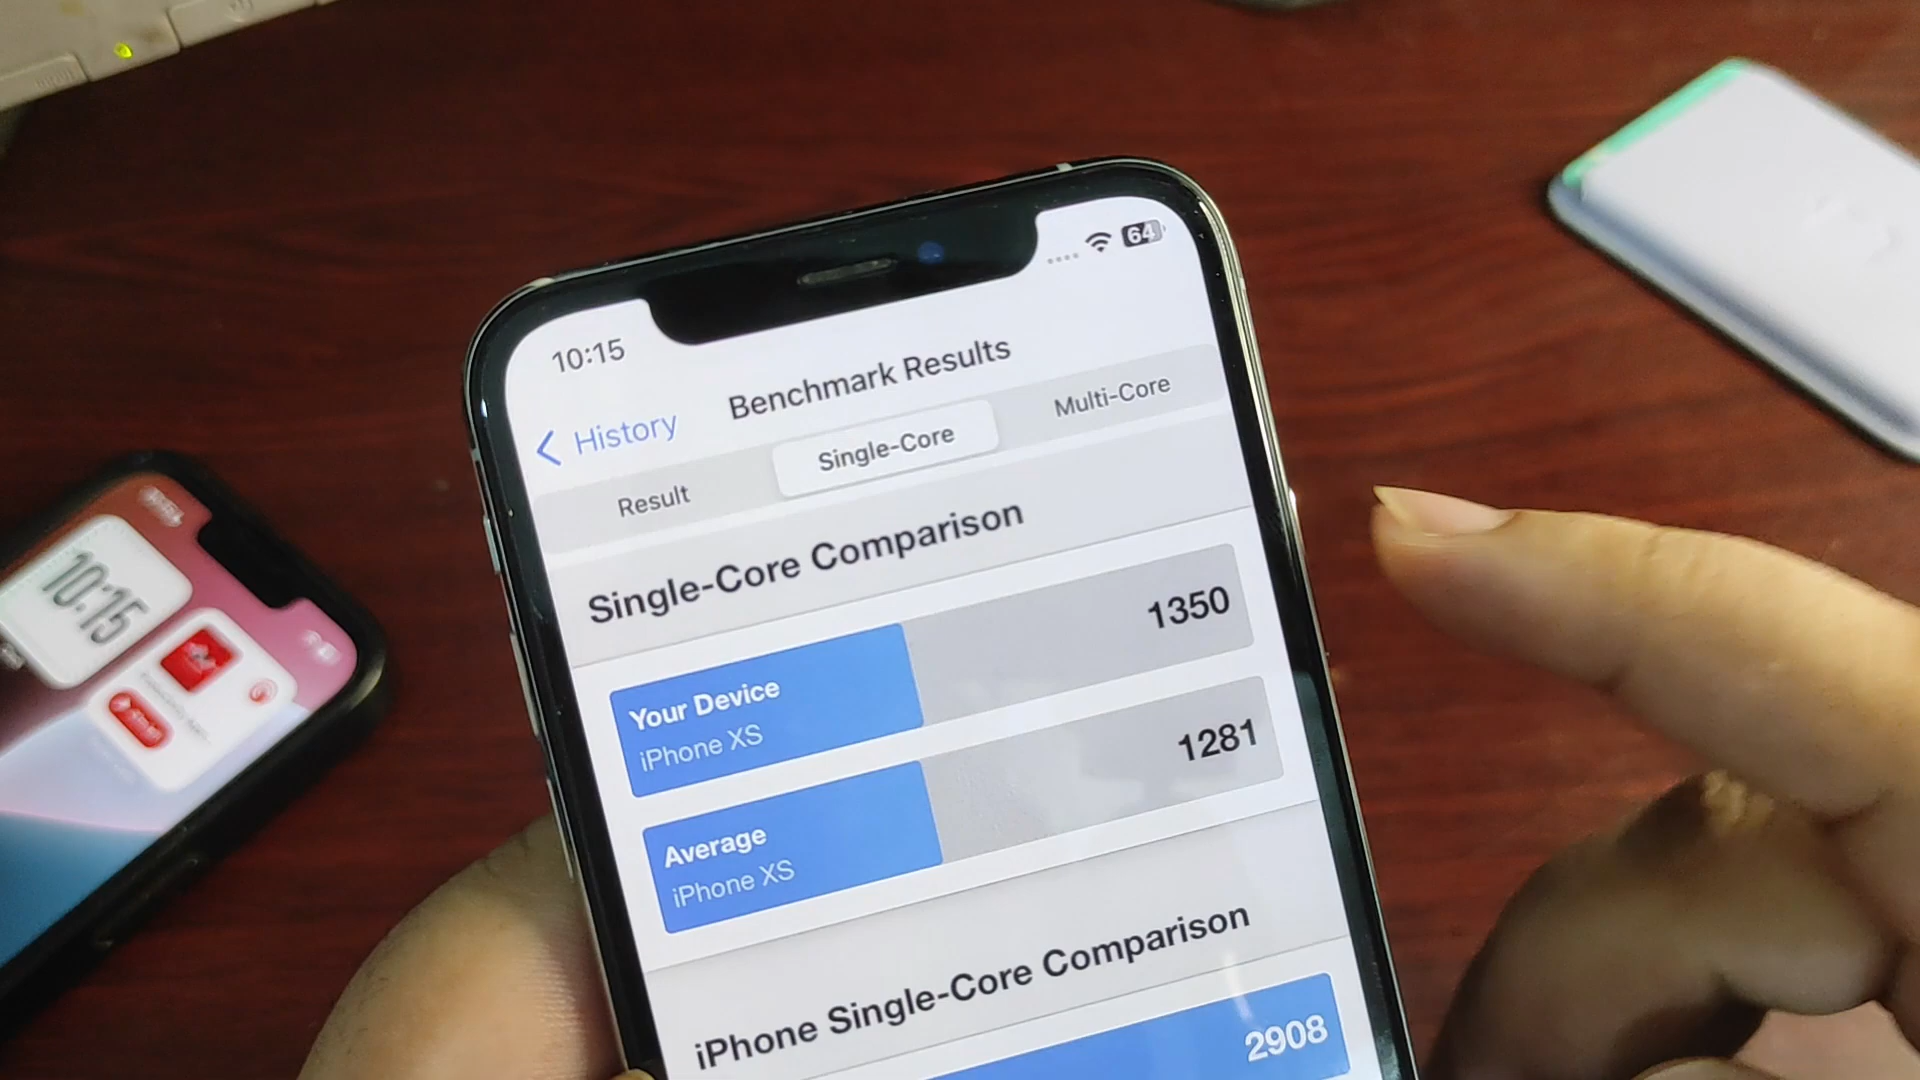 10:15
64
History
Benchmark Results
Result
Single-Core
Multi-Core
Single-Core Comparison
Your Device
iPhone XS
1350
Average
iPhone XS
1281
iPhone Single-Core Comparison
2908
10:15